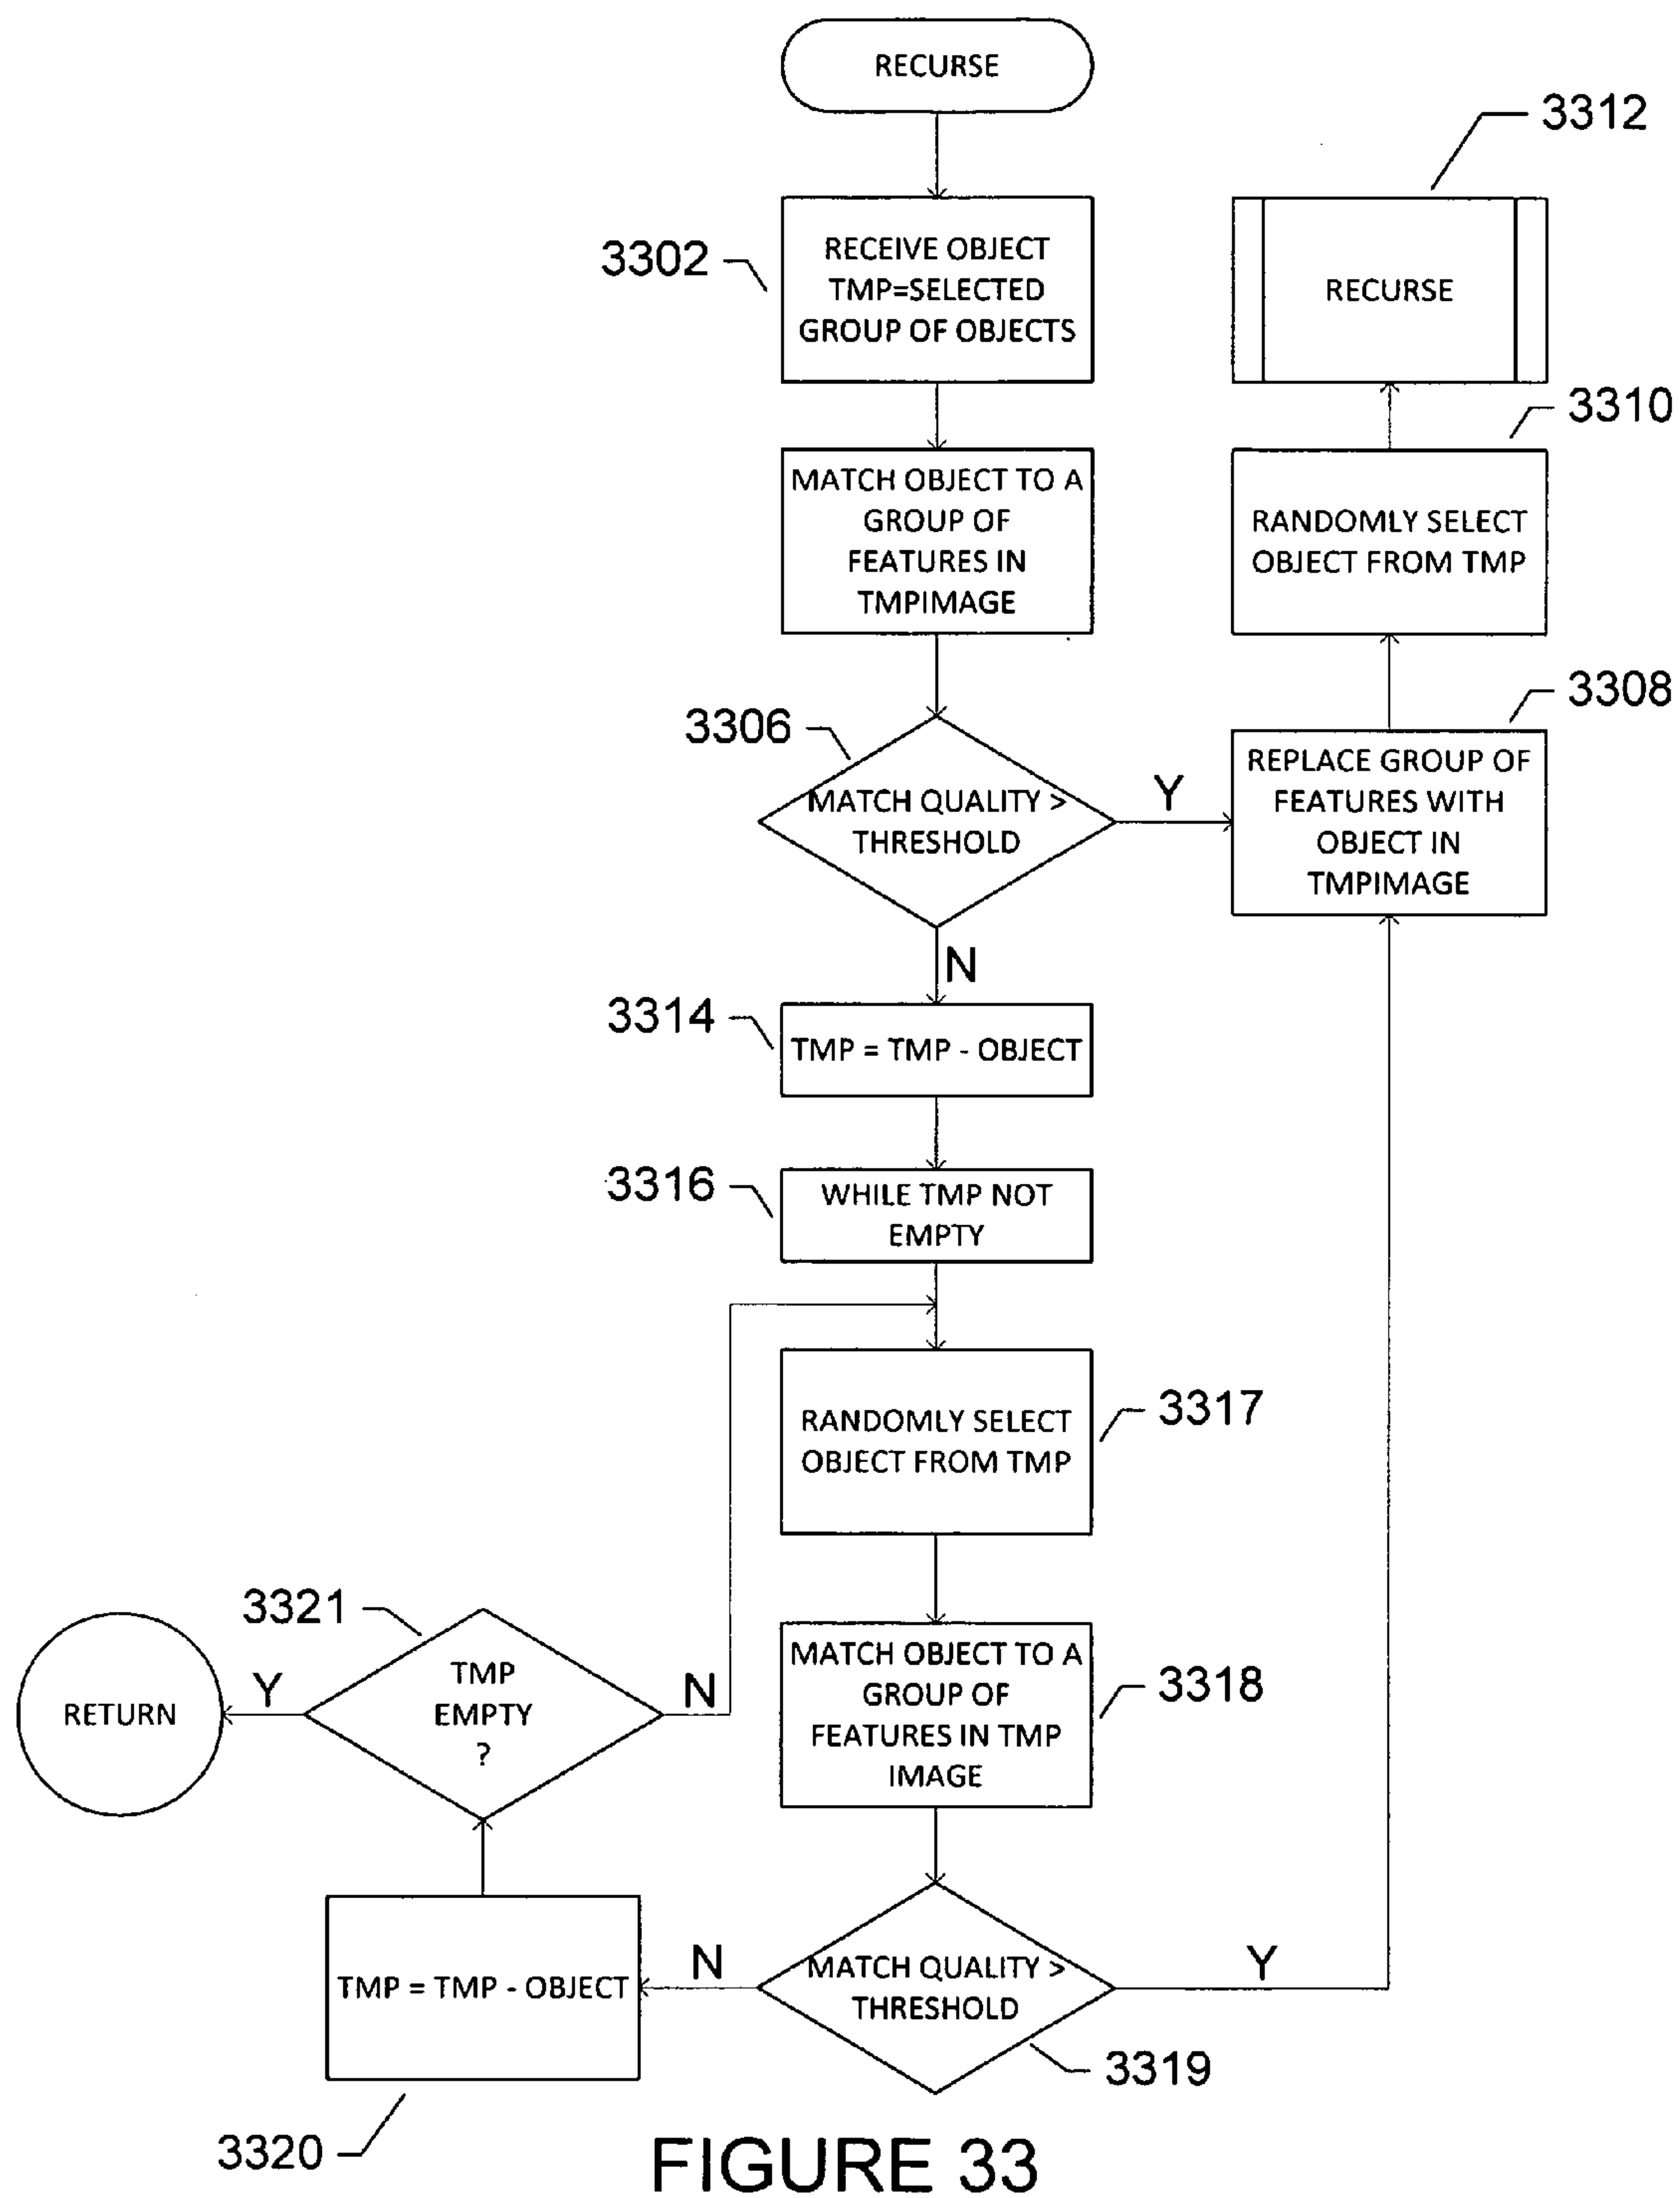 RECURSE
3312
3302
RECEIVE OBJECT
TMP=SELECTED
GROUP OF OBJECTS
RECURSE
3310
MATCH OBJECT TO A
GROUP OF
FEATURES IN
TMPIMAGE
RANDOMLY SELECT
OBJECT FROM TMP
3308
3306
MATCH QUALITY >
THRESHOLD
Y
REPLACE GROUP OF
FEATURES WITH
OBJECT IN
TMPIMAGE
N
3314
TMP = TMP - OBJECT
3316
WHILE TMP NOT
EMPTY
RANDOMLY SELECT
OBJECT FROM TMP
3317
3321
RETURN
Y
TMP
EMPTY
?
N
MATCH OBJECT TO A
GROUP OF
FEATURES IN TMP
IMAGE
3318
TMP = TMP - OBJECT
N
MATCH QUALITY >
THRESHOLD
Y
3319
3320
FIGURE 33